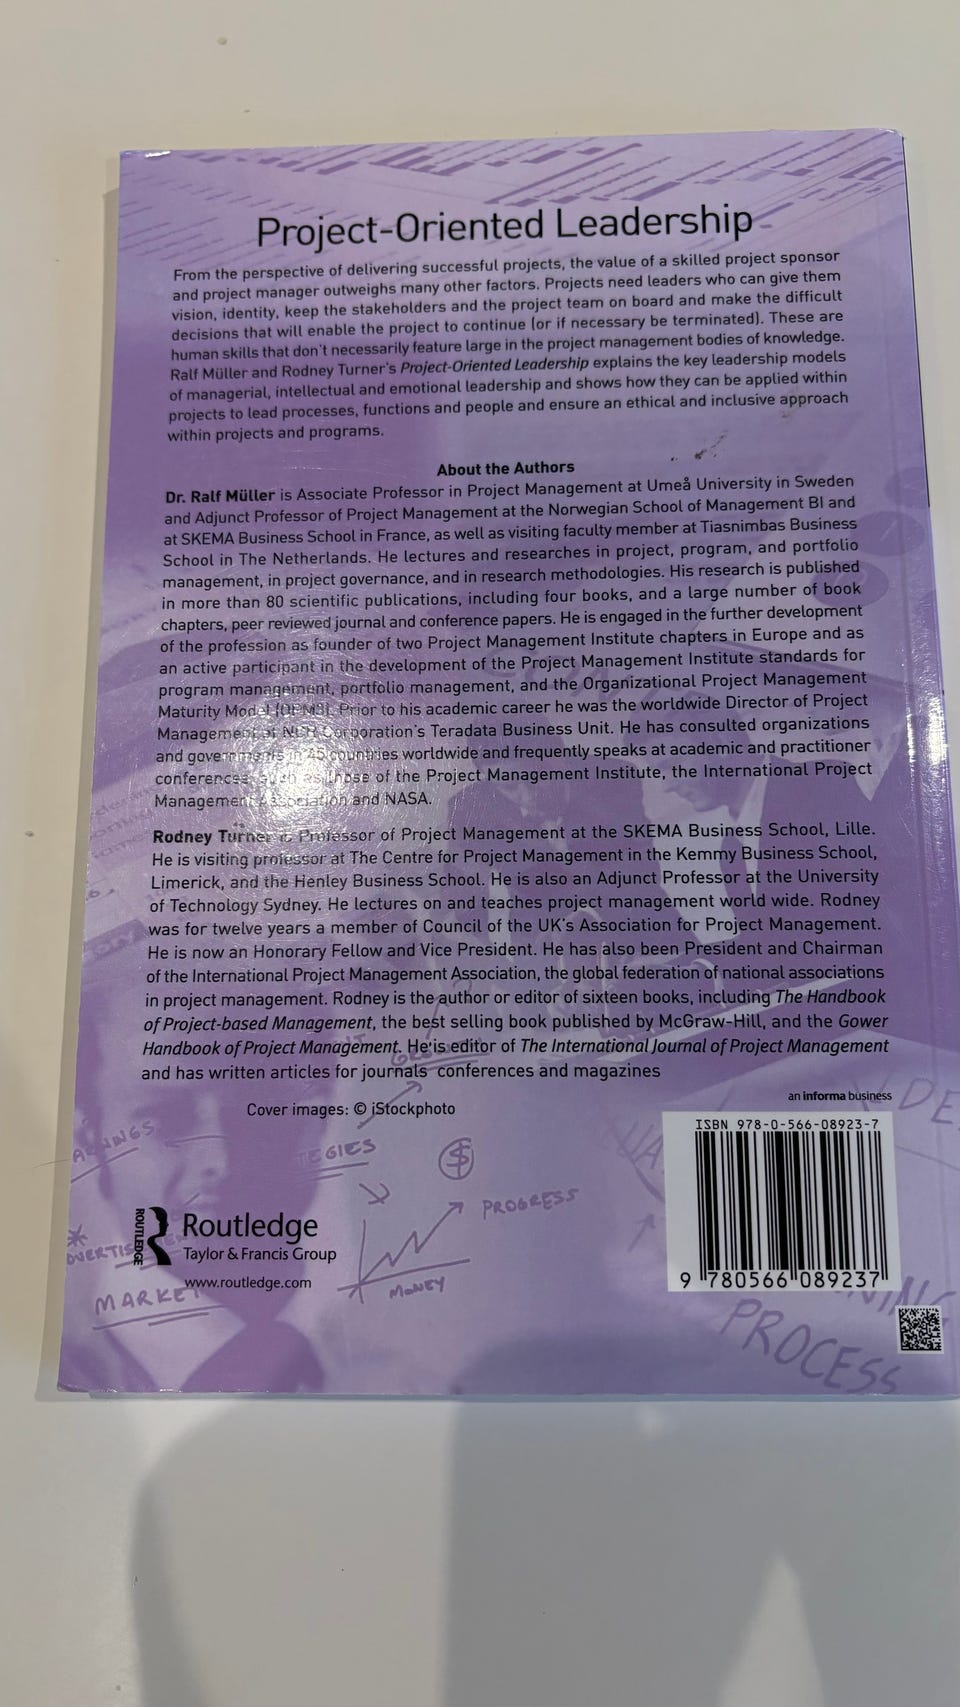 Project-Oriented Leadership
From the perspective of delivering successful projects, the value of a skilled project sponsor
and project manager outweighs many other factors. Projects need leaders who can give them
vision, identity, keep the stakeholders and the project team on board and make the difficult
decisions that will enable the project to continue (or if necessary be terminated). These are
human skills that don't necessarily feature large in the project management bodies of knowledge.
Ralf Müller and Rodney Turner's Project-Oriented Leadership explains the key leadership models
of managerial, intellectual and emotional leadership and shows how they can be applied within
projects to lead processes, functions and people and ensure an ethical and inclusive approach
within projects and programs.
About the Authors
Dr. Ralf Müller is Associate Professor in Project Management at Umeå University in Sweden
and Adjunct Professor of Project Management at the Norwegian School of Management BI and
at SKEMA Business School in France, as well as visiting faculty member at Tiasnimbas Business
School in The Netherlands. He lectures and researches in project, program, and portfolio
management, in project governance, and in research methodologies. His research is published
in more than 80 scientific publications, including four books, and a large number of book
chapters, peer reviewed journal and conference papers. He is engaged in the further development
of the profession as founder of two Project Management Institute chapters in Europe and as
an active participant in the development of the Project Management Institute standards for
program management, portfolio management, and the Organizational Project Management
Maturity Model (OPM3). Prior to his academic career he was the worldwide Director of Project
Management of NCR Corporation's Teradata Business Unit. He has consulted organizations
and governments in 45 countries worldwide and frequently speaks at academic and practitioner
conferences, such as those of the Project Management Institute, the International Project
Management Association and NASA.
Rodney Turner is Professor of Project Management at the SKEMA Business School, Lille.
He is visiting professor at The Centre for Project Management in the Kemmy Business School,
Limerick, and the Henley Business School. He is also an Adjunct Professor at the University
of Technology Sydney. He lectures on and teaches project management world wide. Rodney
was for twelve years a member of Council of the UK's Association for Project Management.
He is now an Honorary Fellow and Vice President. He has also been President and Chairman
of the International Project Management Association, the global federation of national associations
in project management. Rodney is the author or editor of sixteen books, including The Handbook
of Project-based Management, the best selling book published by McGraw-Hill, and the Gower
Handbook of Project Management. He is editor of The International Journal of Project Management
and has written articles for journals conferences and magazines
an informa business
Cover images: © iStockphoto
ISBN 978-0-566-08923-7
TEGIES
$
PROGRESS
ROUTLEDGE
Routledge
Taylor & Francis Group
www.routledge.com
MONEY
MARKET
9 780566 089237
PROCESS